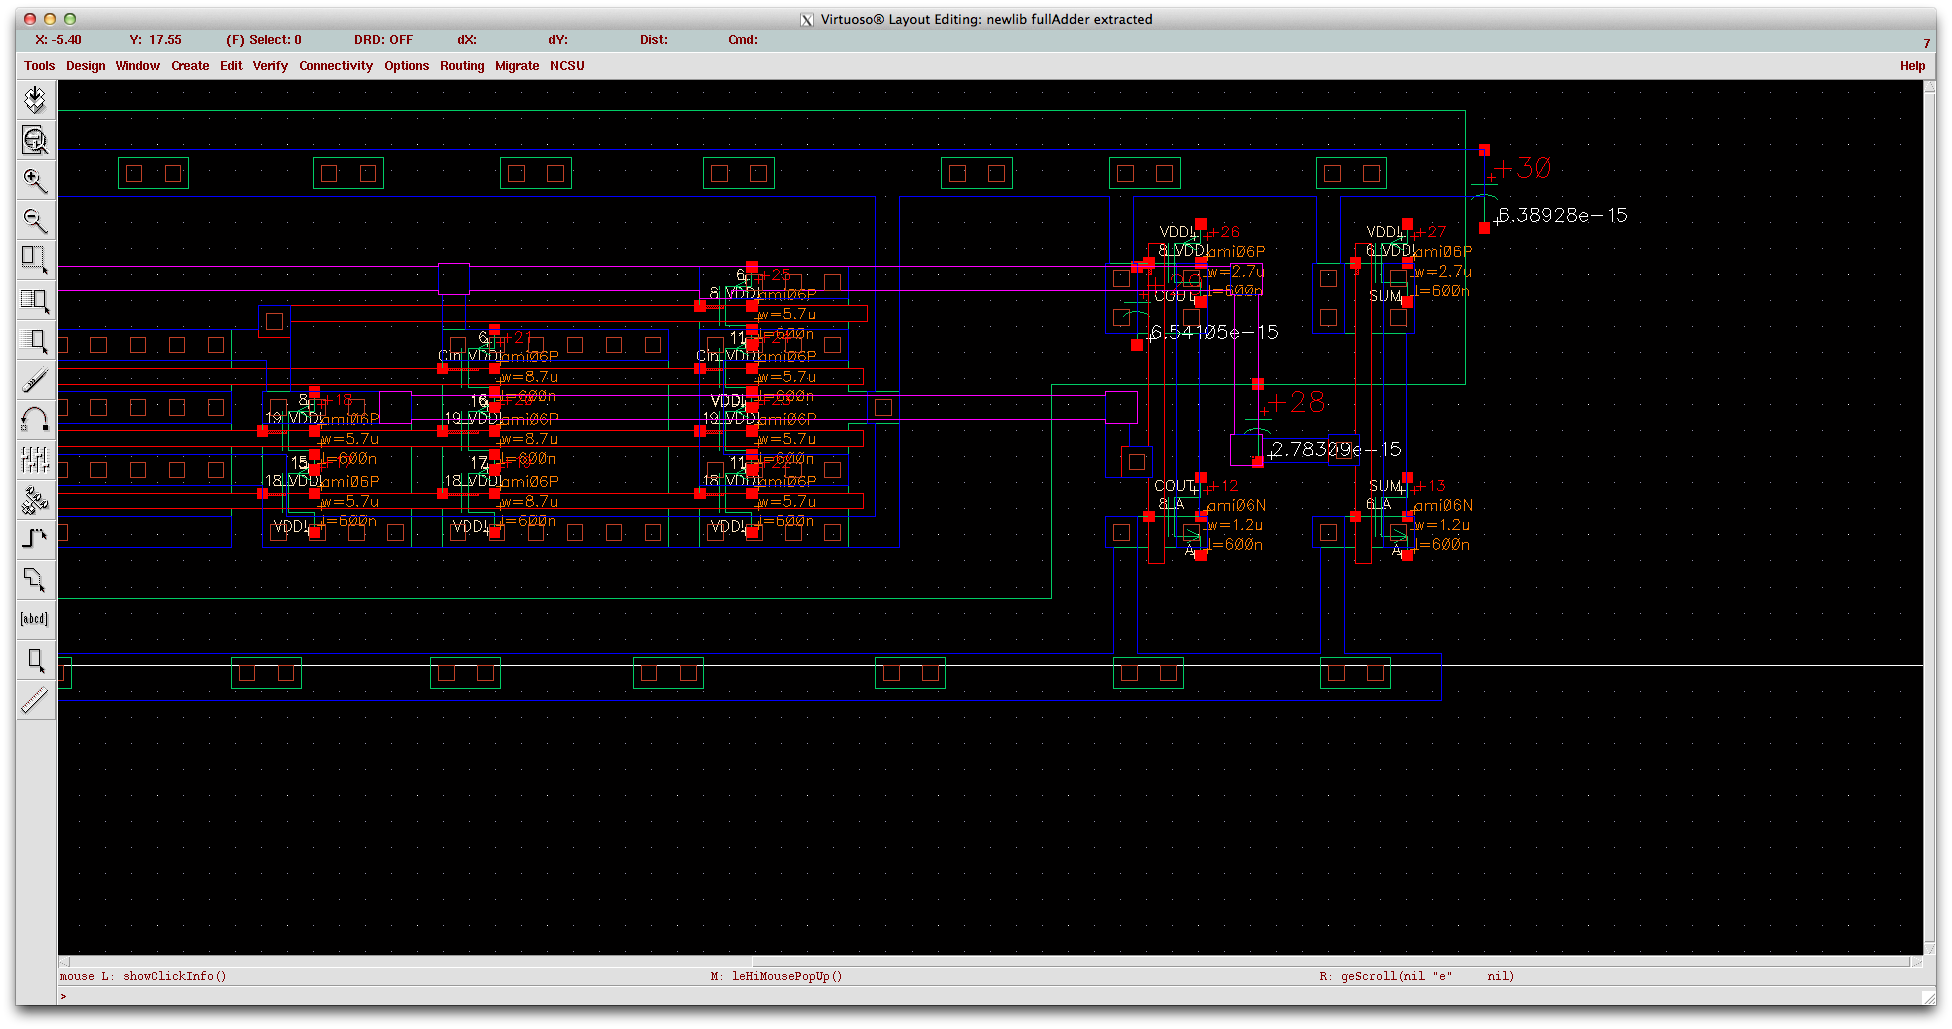 Virtuoso® Layout Editing: newlib fullAdder extracted
X: -5.40 Y: 17.55 (F) Select: 0 DRD: OFF dX: dY: Dist: Cmd:
7
Tools Design Window Create Edit Verify Connectivity Options Routing Migrate NCSU Help
+30
6.38928e-15
VDD! +26
8 VDD! ami06P
w=2.7u
l=600n
COUT
VDD! +27
6 VDD! ami06P
w=2.7u
l=600n
SUM
6.54105e-15
6 +25
8 VDD! ami06P
w=5.7u
l=600n
11
Cin VDD! ami06P
w=5.7u
l=600n
VDD!
19 VDD! ami06P
w=5.7u
l=600n
11
18 VDD! ami06P
w=5.7u
l=600n
VDD!
6 +21
Cin VDD! ami06P
w=8.7u
l=600n
16
19 VDD! ami06P
w=8.7u
l=600n
17
18 VDD! ami06P
w=8.7u
l=600n
VDD!
8 +18
19 VDD! ami06P
w=5.7u
l=600n
15
18 VDD! ami06P
w=5.7u
l=600n
VDD!
+28
2.78309e-15
COUT +12
8 A ami06N
w=1.2u
l=600n
A
SUM +13
6 A ami06N
w=1.2u
l=600n
A
[abcd]
mouse L: showClickInfo() M: leHiMousePopUp() R: geScroll(nil "e" nil)
>